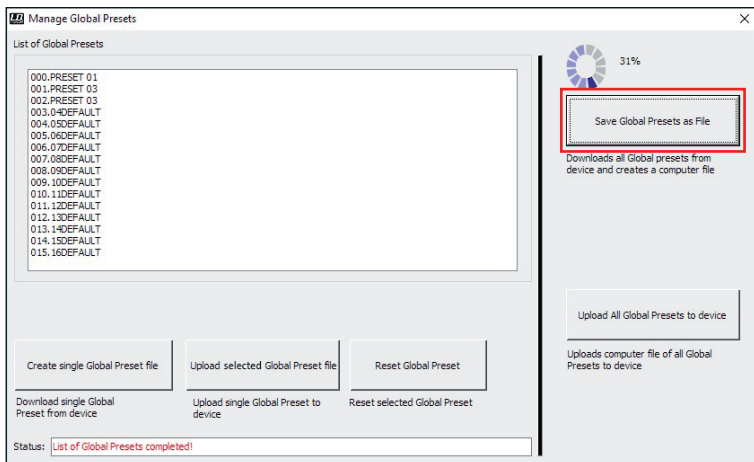 LD Manage Global Presets
List of Global Presets
000.PRESET 01
001.PRESET 03
002.PRESET 03
003.04DEFAULT
004.05DEFAULT
005.06DEFAULT
006.07DEFAULT
007.08DEFAULT
008.09DEFAULT
009.10DEFAULT
010.11DEFAULT
011.12DEFAULT
012.13DEFAULT
013.14DEFAULT
014.15DEFAULT
015.16DEFAULT
31%
Save Global Presets as File
Downloads all Global presets from
device and creates a computer file
Upload All Global Presets to device
Uploads computer file of all Global
Presets to device
Create single Global Preset file
Download single Global
Preset from device
Upload selected Global Preset file
Upload single Global Preset to
device
Reset Global Preset
Reset selected Global Preset
Status: List of Global Presets completed!